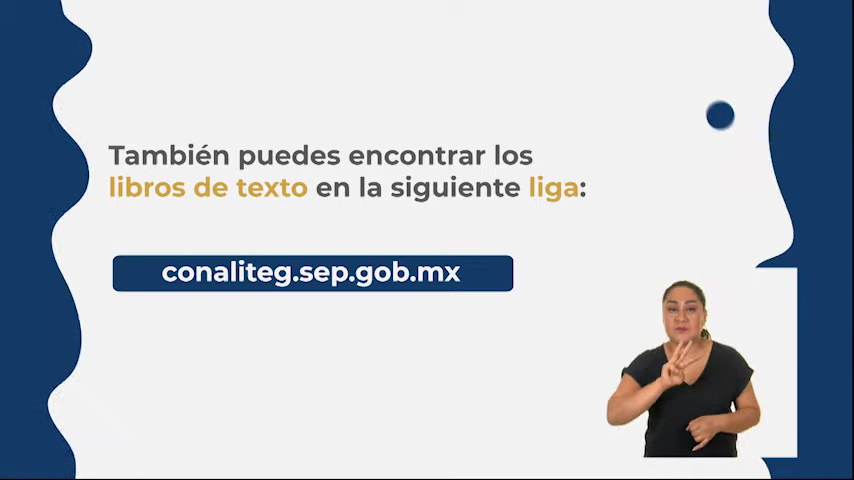 También puedes encontrar los
libros de texto en la siguiente liga:
conaliteg.sep.gob.mx